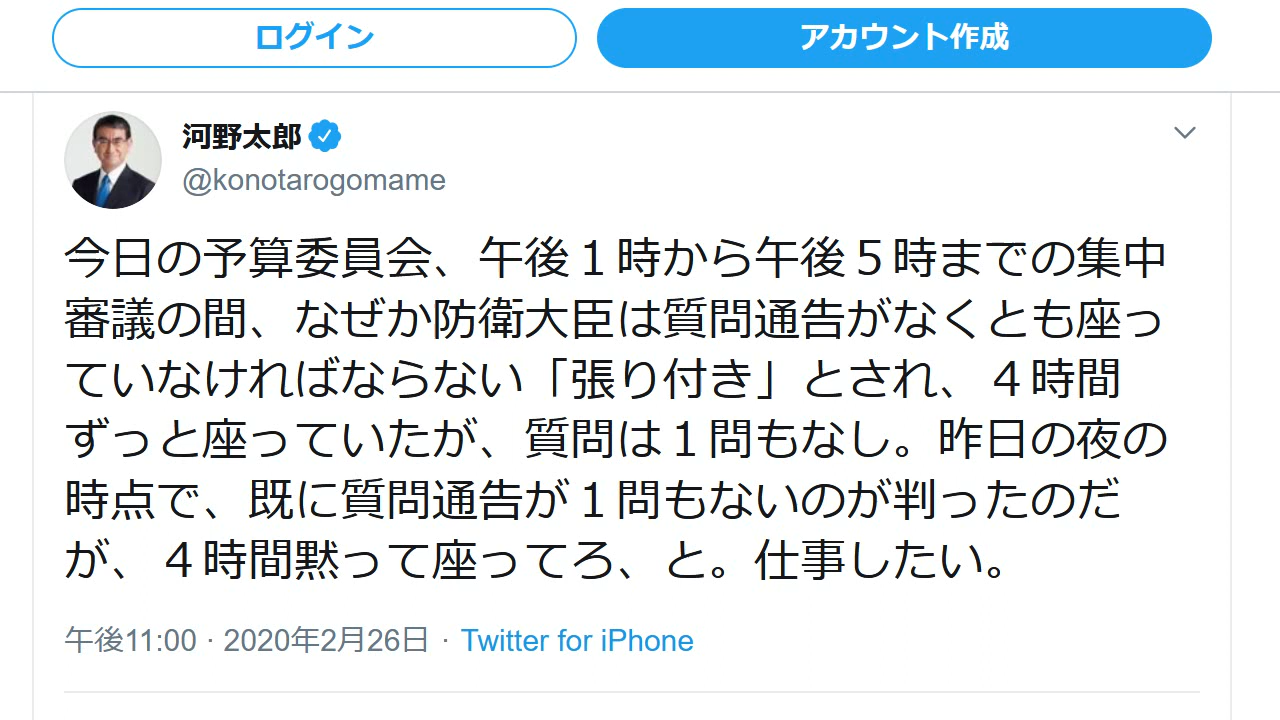 ログイン
アカウント作成
河野太郎
@konotarogomame
今日の予算委員会、午後１時から午後５時までの集中
審議の間、なぜか防衛大臣は質問通告がなくとも座っ
ていなければならない「張り付き」とされ、４時間
ずっと座っていたが、質問は１問もなし。昨日の夜の
時点で、既に質問通告が１問もないのが判ったのだ
が、４時間黙って座ってろ、と。仕事したい。
午後11:00 · 2020年2月26日 · Twitter for iPhone